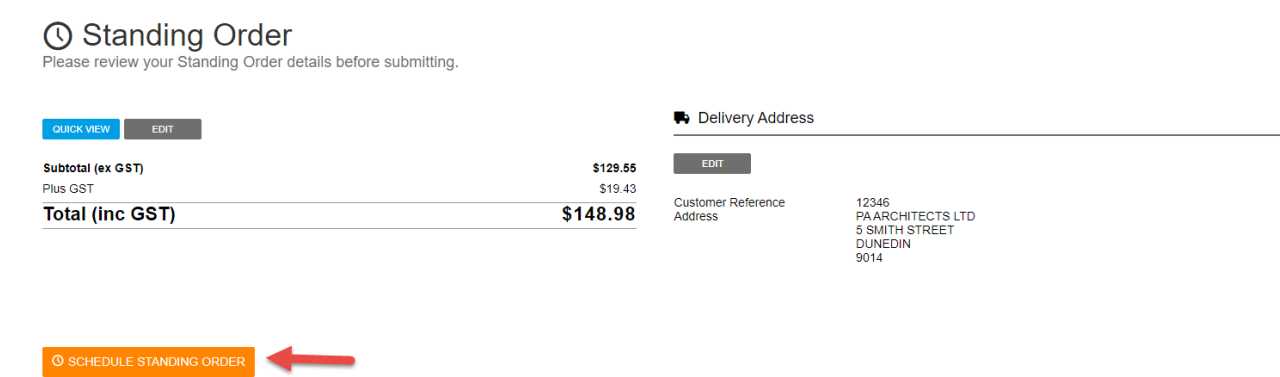 Standing Order
Please review your Standing Order details before submitting.
QUICK VIEW EDIT
Subtotal (ex GST) $129.55
Plus GST $19.43
Total (inc GST) $148.98
Delivery Address
EDIT
Customer Reference 12346
Address PA ARCHITECTS LTD
5 SMITH STREET
DUNEDIN
9014
SCHEDULE STANDING ORDER